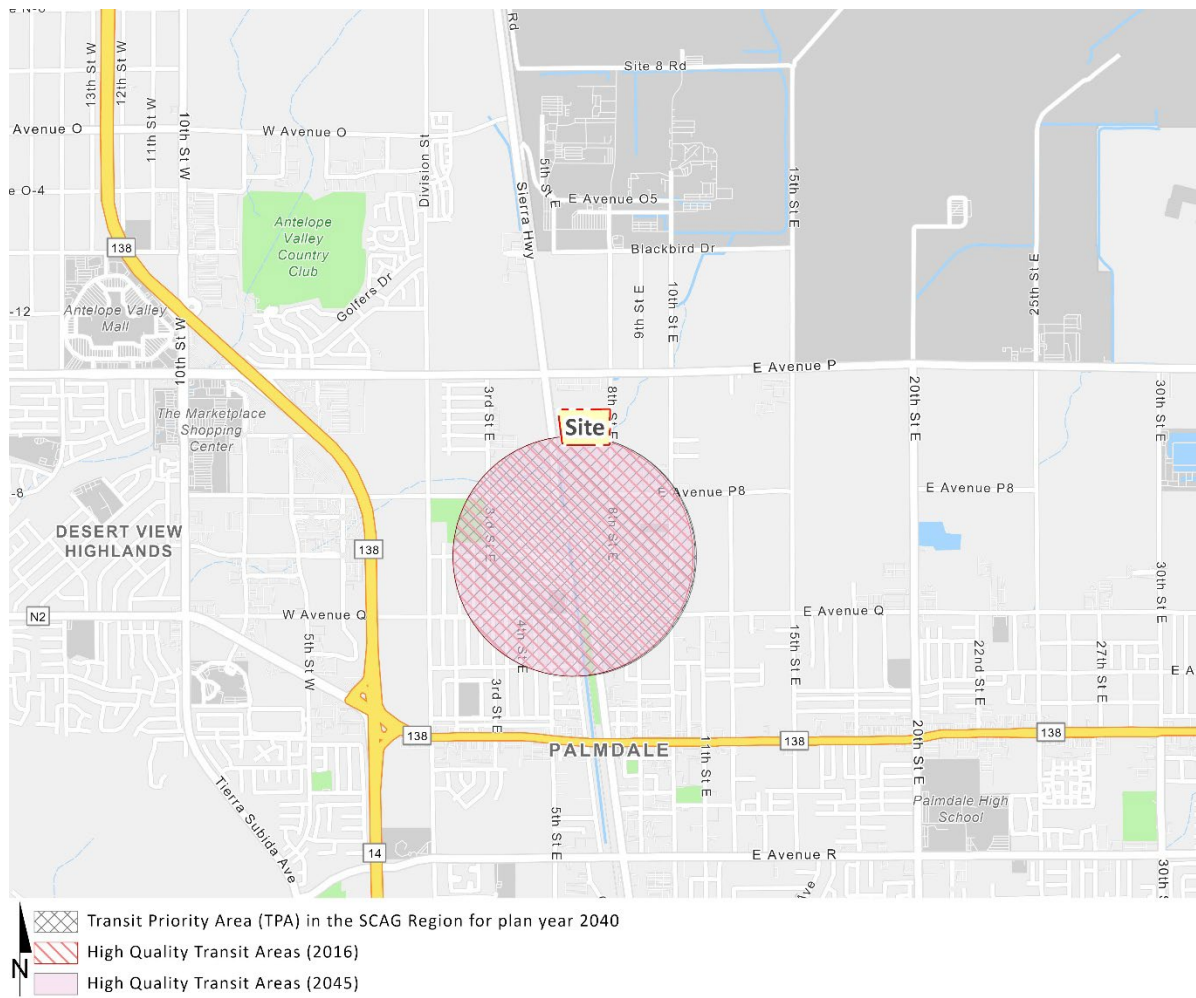 e N-8
Rd
Site 8 Rd
13th St W
12th St W
11th St W
10th St W
Avenue O
W Avenue O
Division St
5th St E
Sierra Hwy
15th St E
e O-4
E Avenue O5
Antelope
Valley
Country
Club
138
Blackbird Dr
25th St E
Golfers Dr
Antelope Valley
Mall
9th St E
10th St E
-12
10th St W
E Avenue P
20th St E
30th St E
3rd St E
8th St E
The Marketplace
Shopping
Center
Site
-8
E Avenue P8
E Avenue P8
DESERT VIEW
HIGHLANDS
138
3rd St E
8th St E
30th St E
N2
W Avenue Q
E Avenue Q
5th St W
4th St E
15th St E
22nd St E
27th St E
E A
3rd St E
138
PALMDALE
11th St E
138
20th St E
138
Tierra Subida Ave
5th St E
Palmdale High
School
14
E Avenue R
ive
30th St E
N
Transit Priority Area (TPA) in the SCAG Region for plan year 2040
High Quality Transit Areas (2016)
High Quality Transit Areas (2045)